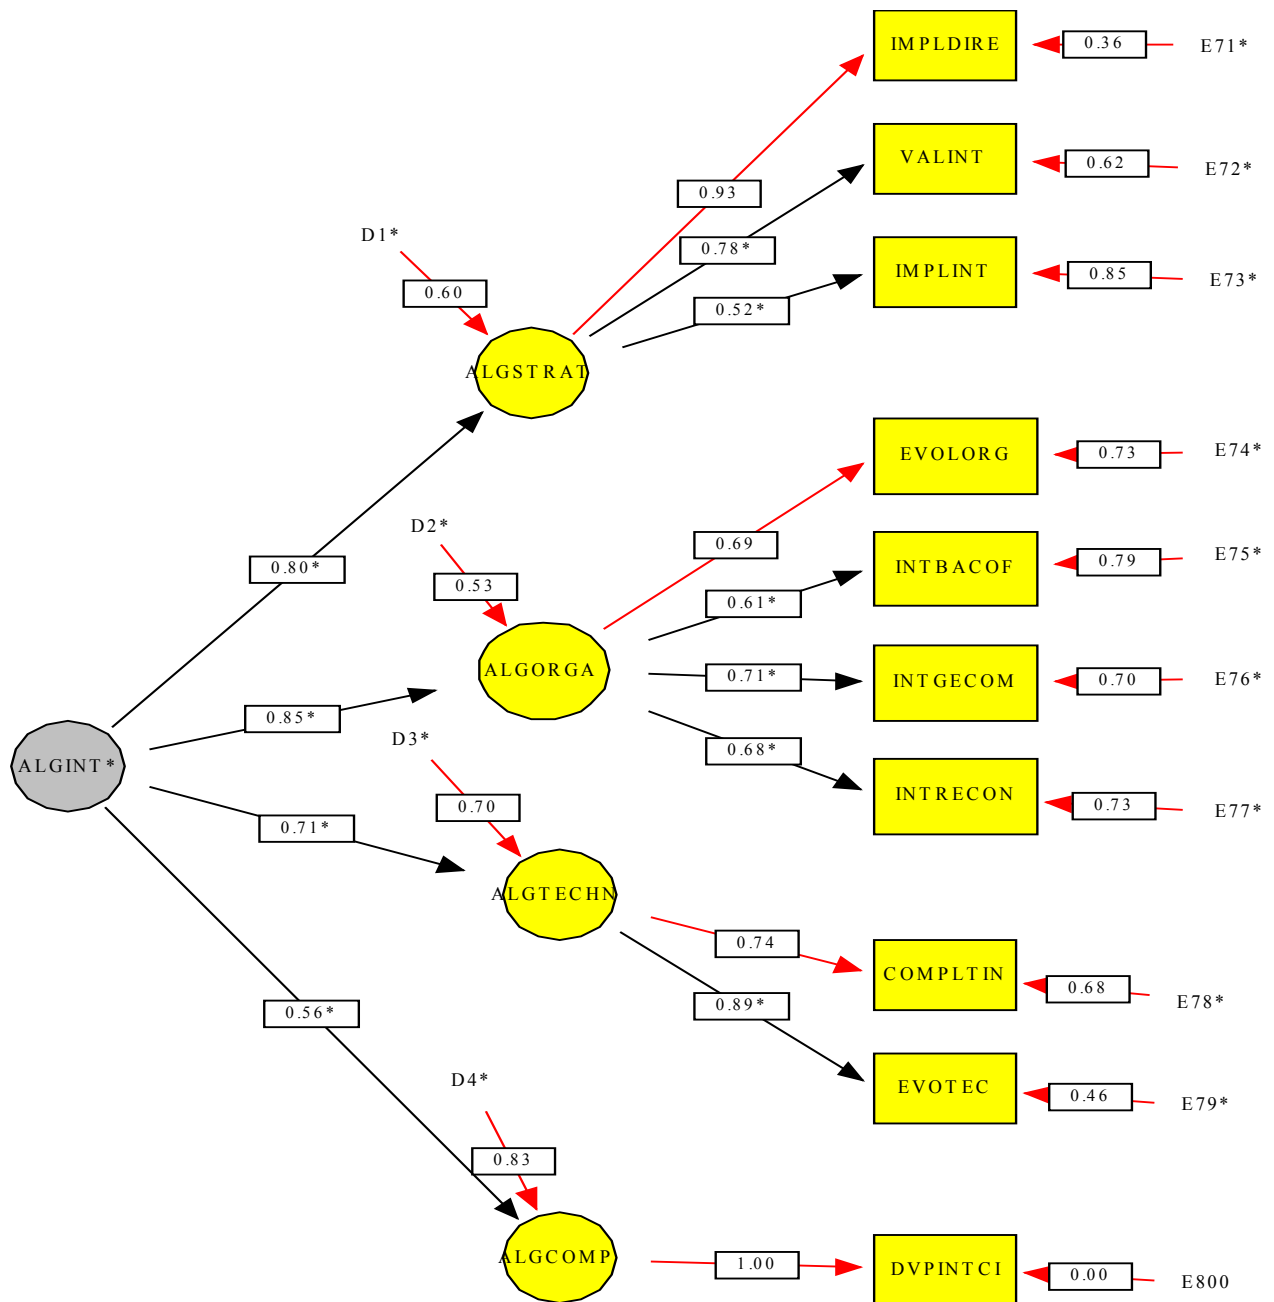 IMPLDIRE
0.36
E71*
VALINT
0.62
E72*
0.93
D1*
0.78*
IMPLINT
0.85
E73*
0.60
0.52*
ALGSTRAT
EVOLORG
0.73
E74*
D2*
0.69
0.80*
0.53
INTBACOF
0.79
E75*
0.61*
ALGORGA
0.71*
INTGECOM
0.70
E76*
0.85*
D3*
0.68*
ALGINT*
INTRECON
0.73
E77*
0.70
0.71*
ALGTECHN
0.74
COMPLTIN
0.68
E78*
0.56*
0.89*
D4*
EVOTEC
0.46
E79*
0.83
ALGCOMP
1.00
DVPINTCI
0.00
E800